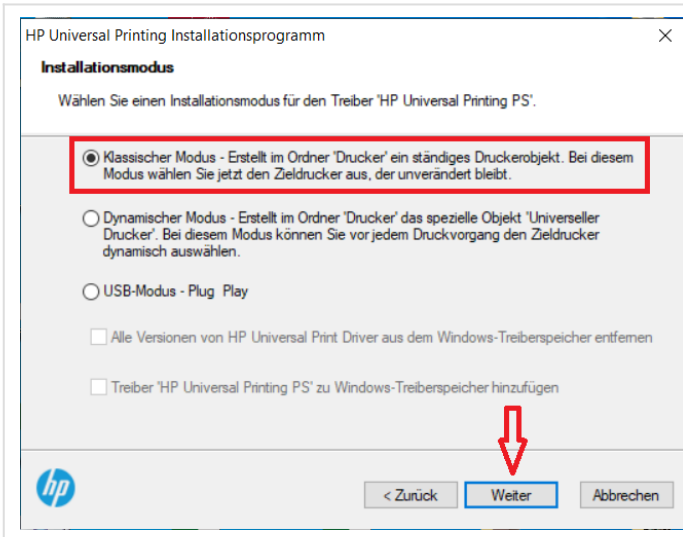 HP Universal Printing Installationsprogramm
Installationsmodus
Wählen Sie einen Installationsmodus für den Treiber 'HP Universal Printing PS'.
Klassischer Modus - Erstellt im Ordner 'Drucker' ein ständiges Druckerobjekt. Bei diesem
Modus wählen Sie jetzt den Zieldrucker aus, der unverändert bleibt.
Dynamischer Modus - Erstellt im Ordner 'Drucker' das spezielle Objekt 'Universeller
Drucker'. Bei diesem Modus können Sie vor jedem Druckvorgang den Zieldrucker
dynamisch auswählen.
USB-Modus - Plug Play
Alle Versionen von HP Universal Print Driver aus dem Windows-Treiberspeicher entfernen
Treiber 'HP Universal Printing PS' zu Windows-Treiberspeicher hinzufügen
hp
< Zurück
Weiter
Abbrechen